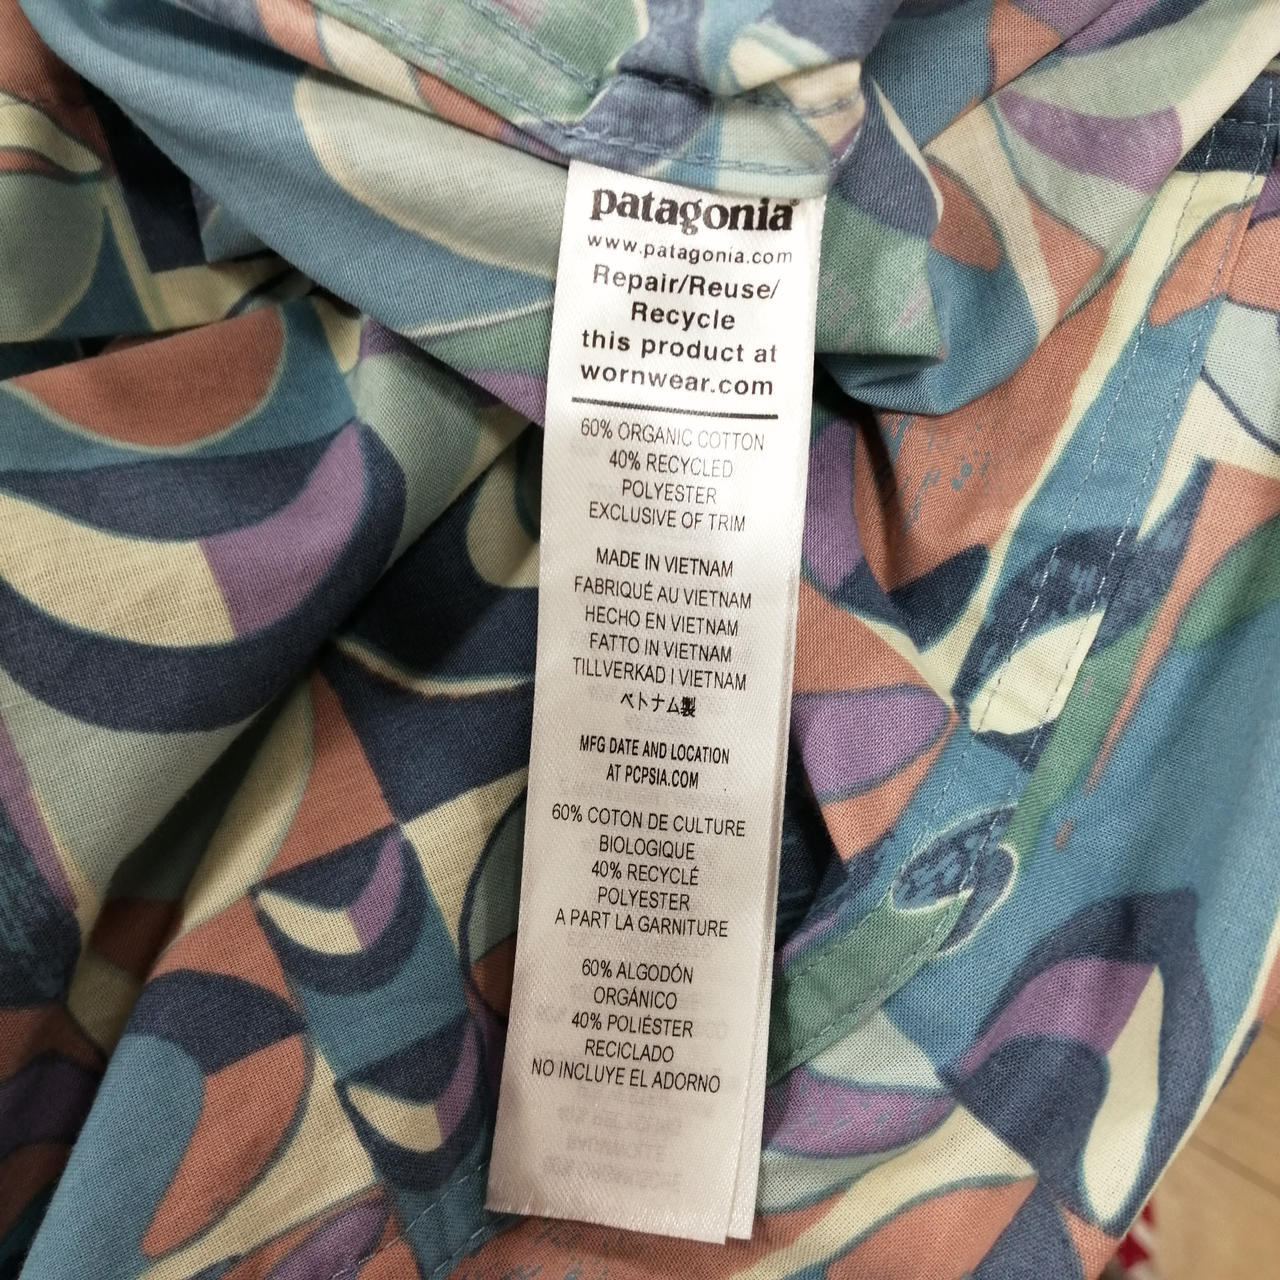 patagonia®
www.patagonia.com
Repair/Reuse/
Recycle
this product at
wornwear.com
60% ORGANIC COTTON
40% RECYCLED
POLYESTER
EXCLUSIVE OF TRIM
MADE IN VIETNAM
FABRIQUÉ AU VIETNAM
HECHO EN VIETNAM
FATTO IN VIETNAM
TILLVERKAD I VIETNAM
ベトナム製
MFG DATE AND LOCATION
AT PCPSIA.COM
60% COTON DE CULTURE
BIOLOGIQUE
40% RECYCLÉ
POLYESTER
A PART LA GARNITURE
60% ALGODÓN
ORGÁNICO
40% POLIÉSTER
RECICLADO
NO INCLUYE EL ADORNO